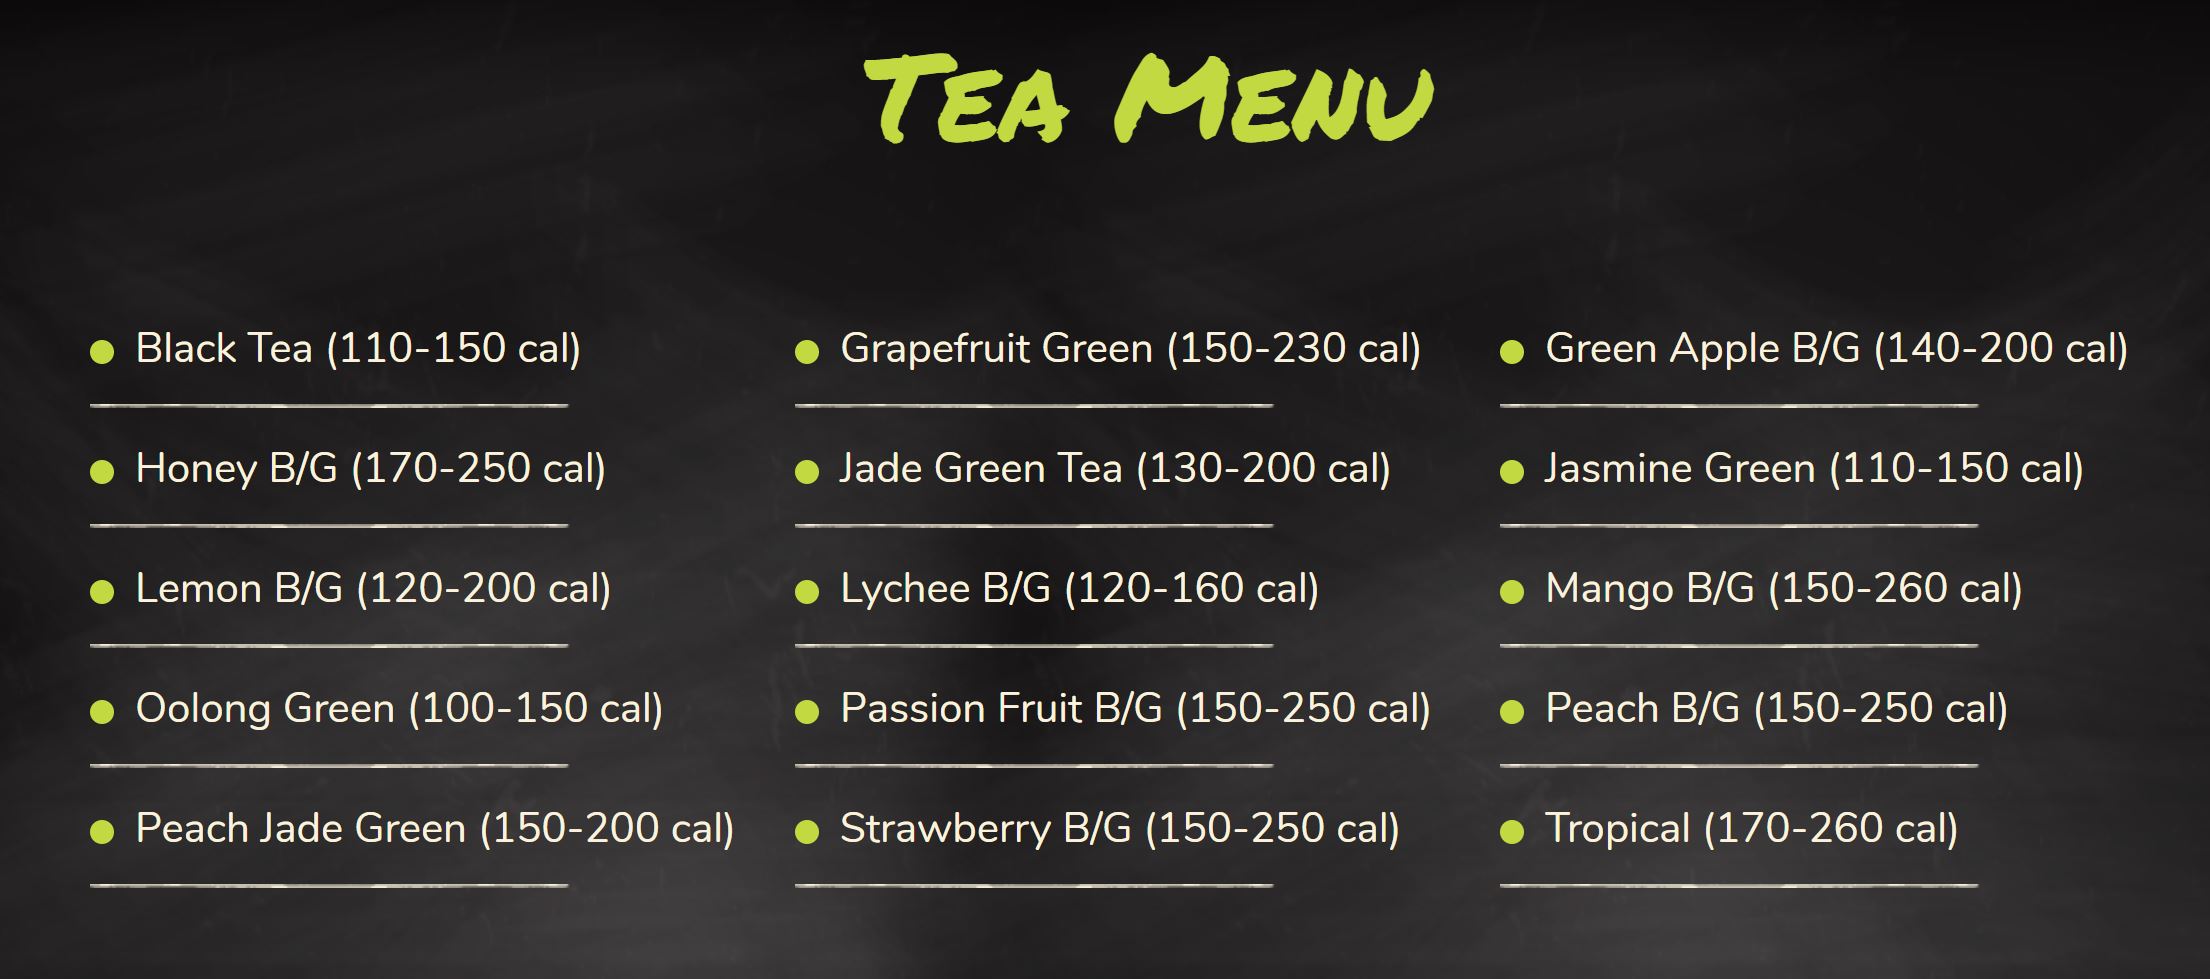 Tea Menu
Black Tea (110-150 cal)
Grapefruit Green (150-230 cal)
Green Apple B/G (140-200 cal)
Honey B/G (170-250 cal)
Jade Green Tea (130-200 cal)
Jasmine Green (110-150 cal)
Lemon B/G (120-200 cal)
Lychee B/G (120-160 cal)
Mango B/G (150-260 cal)
Oolong Green (100-150 cal)
Passion Fruit B/G (150-250 cal)
Peach B/G (150-250 cal)
Peach Jade Green (150-200 cal)
Strawberry B/G (150-250 cal)
Tropical (170-260 cal)